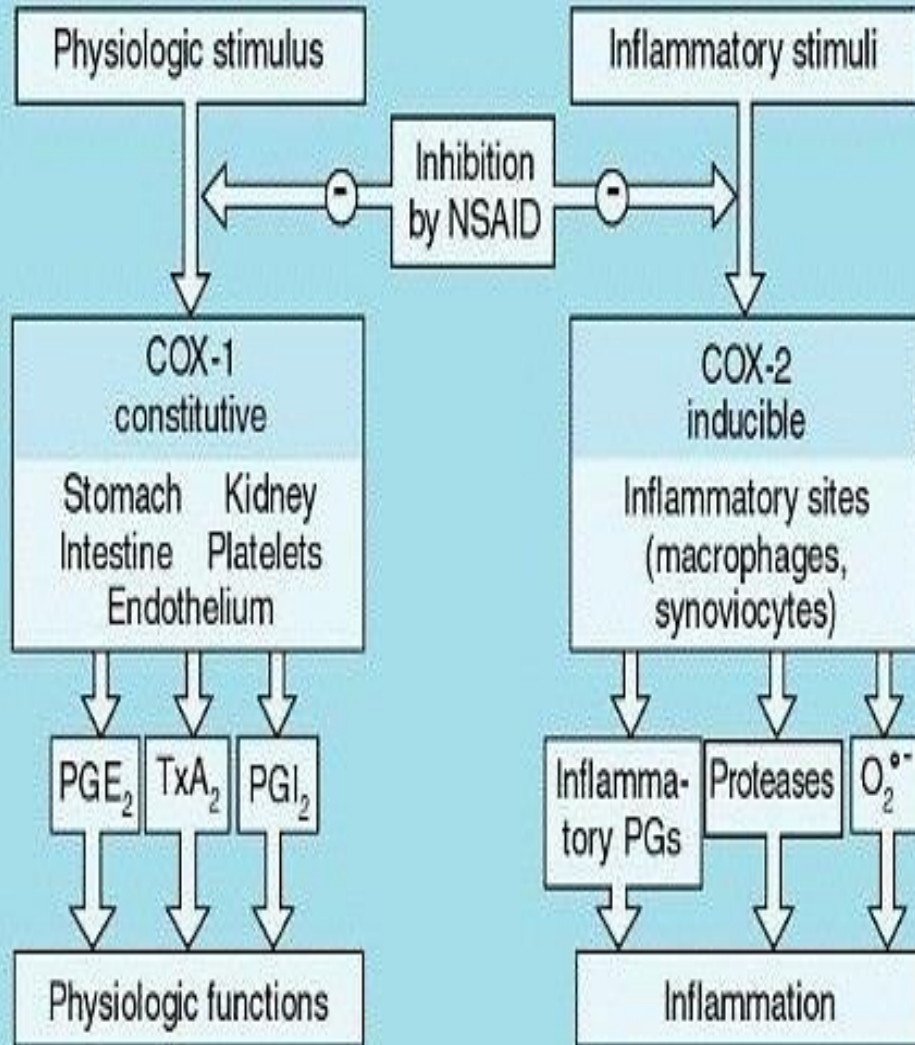 Physiologic stimulus
Inflammatory stimuli
Inhibition
by NSAID
-
-
COX-1
constitutive
Stomach Kidney
Intestine Platelets
Endothelium
COX-2
inducible
Inflammatory sites
(macrophages,
synoviocytes)
PGE₂
TxA₂
PGI₂
Inflamma-
tory PGs
Proteases
O₂•-
Physiologic functions
Inflammation